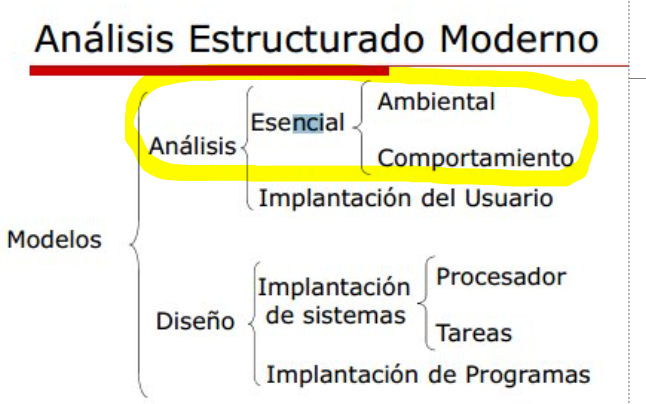 Análisis Estructurado Moderno
Ambiental
Esencial
Análisis
Comportamiento
Implantación del Usuario
Modelos
Procesador
Implantación
de sistemas
Diseño
Tareas
Implantación de Programas